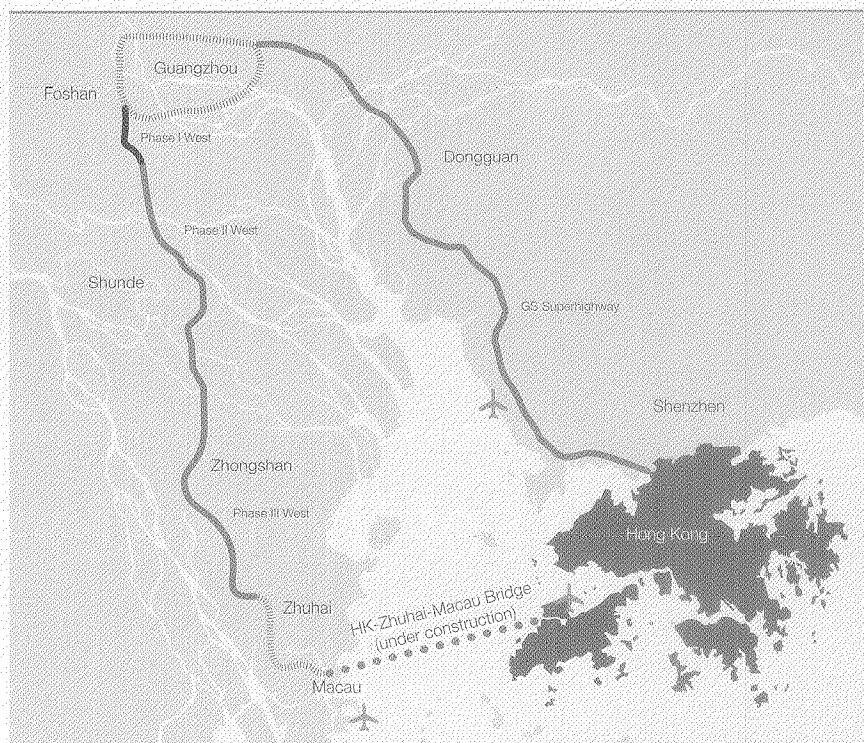 Guangzhou
Foshan
Phase I West
Dongguan
Phase II West
Shunde
GS Superhighway
Shenzhen
Zhongshan
Phase III West
Hong Kong
HK-Zhuhai-Macau Bridge
(under construction)
Zhuhai
Macau